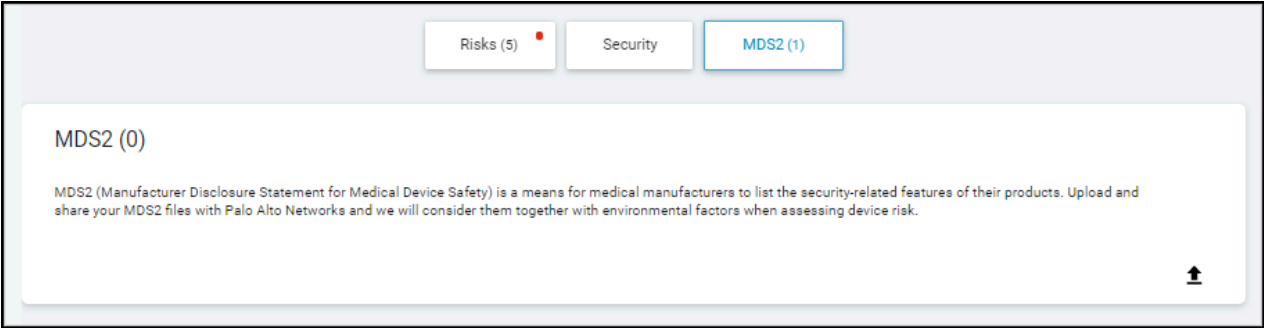 Risks (5)
Security
MDS2 (1)
MDS2 (0)
MDS2 (Manufacturer Disclosure Statement for Medical Device Safety) is a means for medical manufacturers to list the security-related features of their products. Upload and
share your MDS2 files with Palo Alto Networks and we will consider them together with environmental factors when assessing device risk.